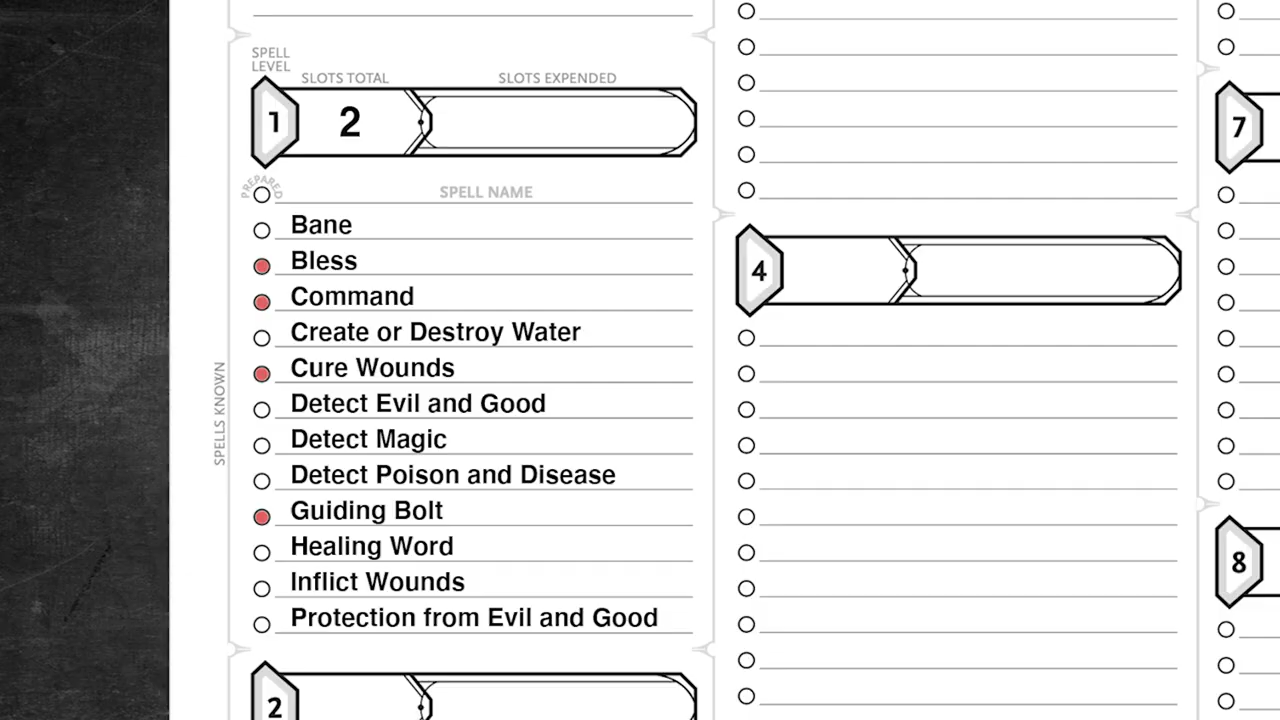 SPELL
LEVEL
SLOTS TOTAL
SLOTS EXPENDED
1
2
PREPARED
SPELL NAME
Bane
Bless
Command
Create or Destroy Water
Cure Wounds
Detect Evil and Good
Detect Magic
Detect Poison and Disease
Guiding Bolt
Healing Word
Inflict Wounds
Protection from Evil and Good
SPELLS KNOWN
2
4
7
8